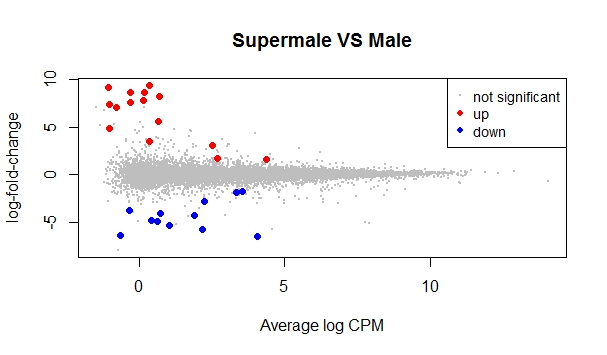 Supermale VS Male
not significant
up
down
log-fold-change
10
5
0
-5
0
5
10
Average log CPM